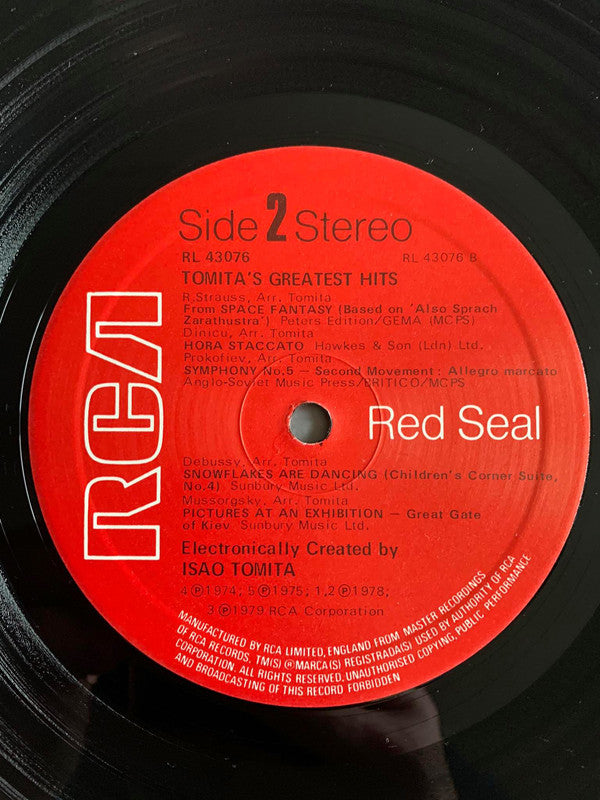 Side 2 Stereo
RL 43076 RL 43076 B
TOMITA'S GREATEST HITS
R.Strauss, Arr. Tomita
From SPACE FANTASY (Based on 'Also Sprach
Zarathustra') Peters Edition/GEMA (MCPS)
Dinicu, Arr. Tomita
HORA STACCATO Hawkes & Son (Ldn) Ltd.
Prokofiev, Arr. Tomita
SYMPHONY No.5 – Second Movement : Allegro marcato
Anglo-Soviet Music Press/BRITICO/MCPS
RCA
Red Seal
Debussy, Arr. Tomita
SNOWFLAKES ARE DANCING (Children's Corner Suite,
No.4) Sunbury Music Ltd.
Mussorgsky, Arr. Tomita
PICTURES AT AN EXHIBITION – Great Gate
of Kiev Sunbury Music Ltd.
Electronically Created by
ISAO TOMITA
4 ℗ 1974; 5 ℗ 1975; 1,2 ℗ 1978;
3 ℗ 1979 RCA Corporation
MANUFACTURED BY RCA LIMITED, ENGLAND FROM MASTER RECORDINGS
OF RCA RECORDS. TM(S) ® MARCA(S) REGISTRADA(S) USED BY AUTHORITY OF RCA
CORPORATION. ALL RIGHTS RESERVED. UNAUTHORISED COPYING, PUBLIC PERFORMANCE
AND BROADCASTING OF THIS RECORD FORBIDDEN